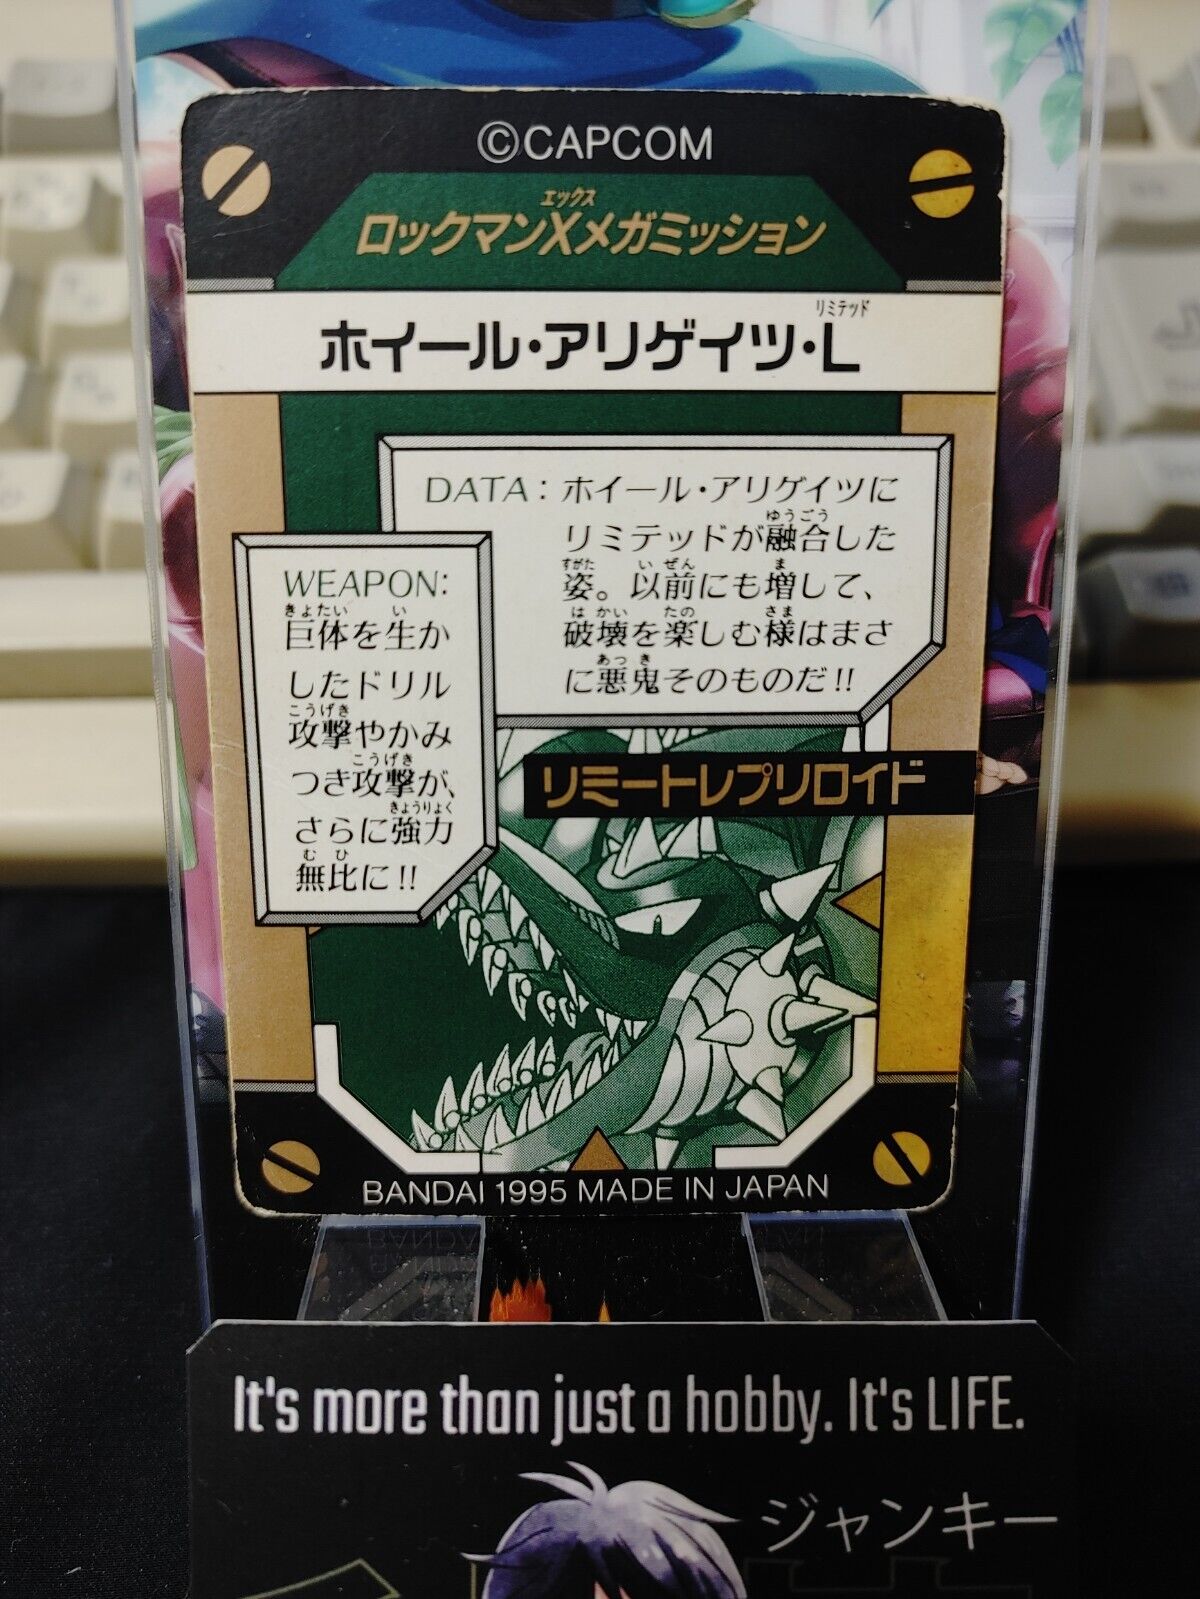 ©CAPCOM
エックス
ロックマンXメガミッション
リミテッド
ホイール・アリゲイツ・L
DATA：ホイール・アリゲイツに
ゆうごう
リミテッドが融合した
すがた い ぜん ま
姿。以前にも増して、
は かい たの さま
破壊を楽しむ様はまさ
あっ き
に悪鬼そのものだ!!
WEAPON:
きょたい い
巨体を生か
したドリル
こうげき
攻撃やかみ
こうげき
つき攻撃が、
きょうりょく
さらに強力
む ひ
無比に!!
リミートレプリロイド
BANDAI 1995 MADE IN JAPAN
It's more than just a hobby. It's LIFE.
ジャンキー